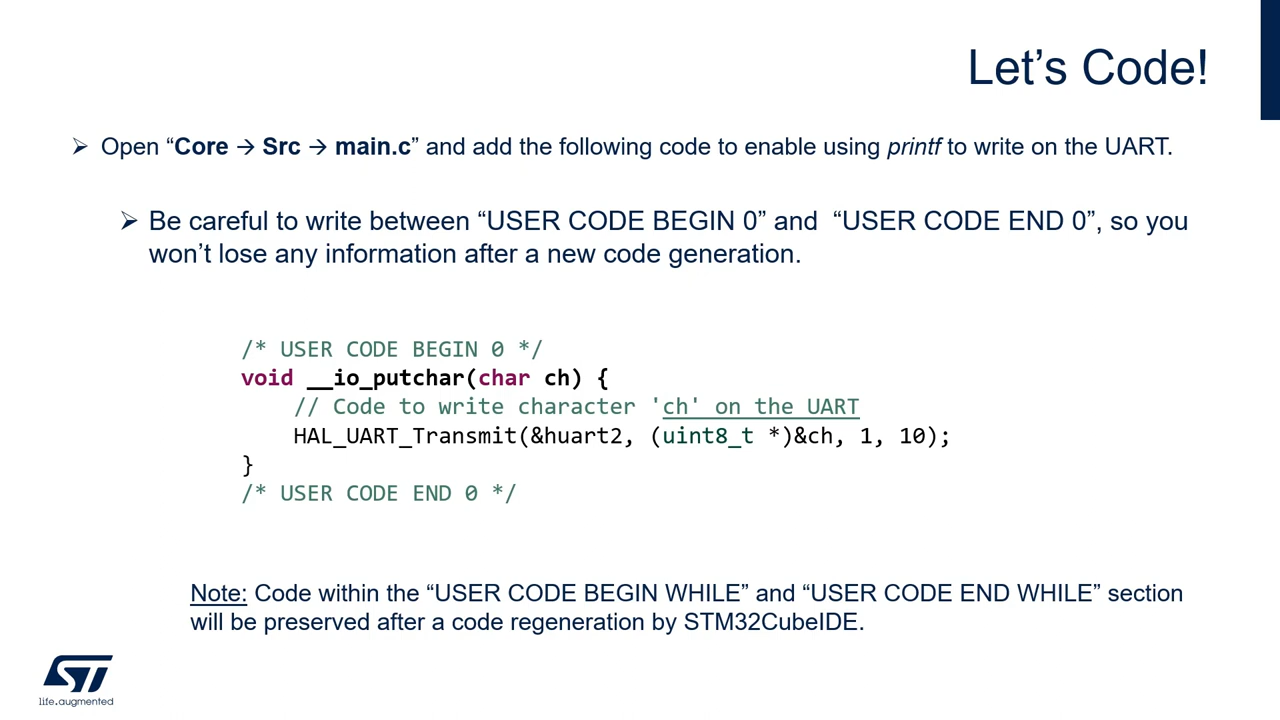 Let’s Code!
➢ Open “Core → Src → main.c” and add the following code to enable using printf to write on the UART.
➢ Be careful to write between “USER CODE BEGIN 0” and “USER CODE END 0”, so you
won’t lose any information after a new code generation.
/* USER CODE BEGIN 0 */
void __io_putchar(char ch) {
// Code to write character 'ch' on the UART
HAL_UART_Transmit(&huart2, (uint8_t *)&ch, 1, 10);
}
/* USER CODE END 0 */
Note: Code within the “USER CODE BEGIN WHILE” and “USER CODE END WHILE” section
will be preserved after a code regeneration by STM32CubeIDE.
ST
life.augmented